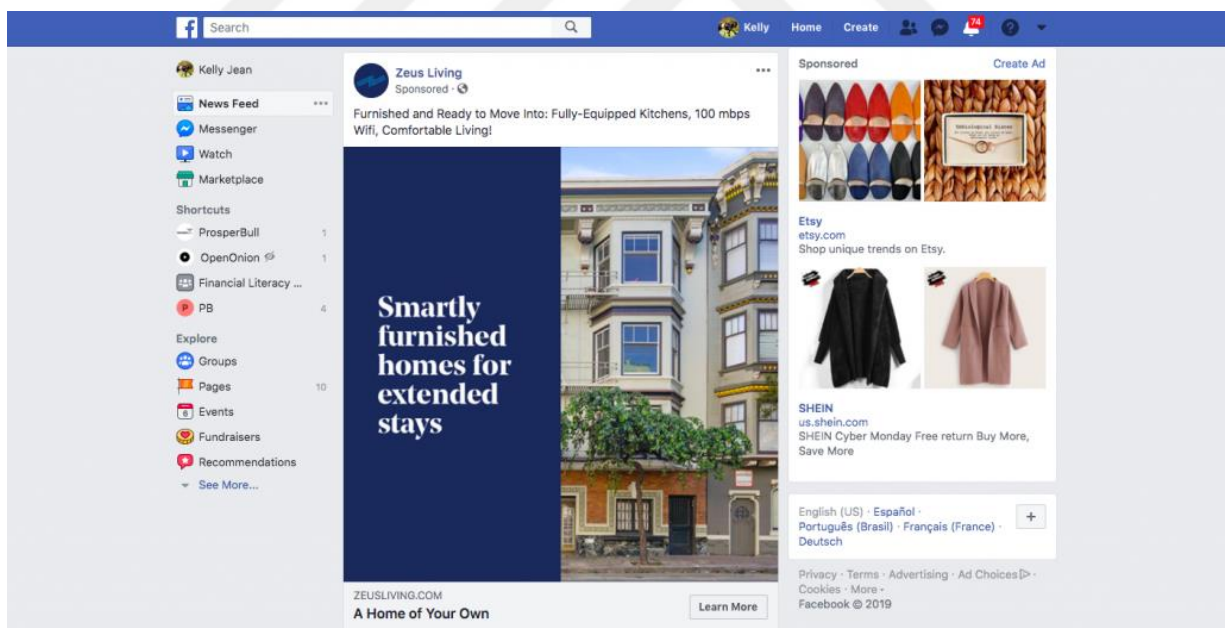 Search
Kelly
Home
Create
74
Kelly Jean
News Feed
Messenger
Watch
Marketplace
Shortcuts
ProsperBull 1
OpenOnion 1
Financial Literacy ...
P PB 4
Explore
Groups
Pages 10
6 Events
Fundraisers
Recommendations
See More...
Zeus Living
Sponsored ·
Furnished and Ready to Move Into: Fully-Equipped Kitchens, 100 mbps
Wifi, Comfortable Living!
Smartly
furnished
homes for
extended
stays
ZEUSLIVING.COM
A Home of Your Own
Learn More
Sponsored
Create Ad
Etsy
etsy.com
Shop unique trends on Etsy.
SHEIN
us.shein.com
SHEIN Cyber Monday Free return Buy More,
Save More
English (US) · Español ·
Português (Brasil) · Français (France) ·
Deutsch
Privacy · Terms · Advertising · Ad Choices ·
Cookies · More
Facebook © 2019